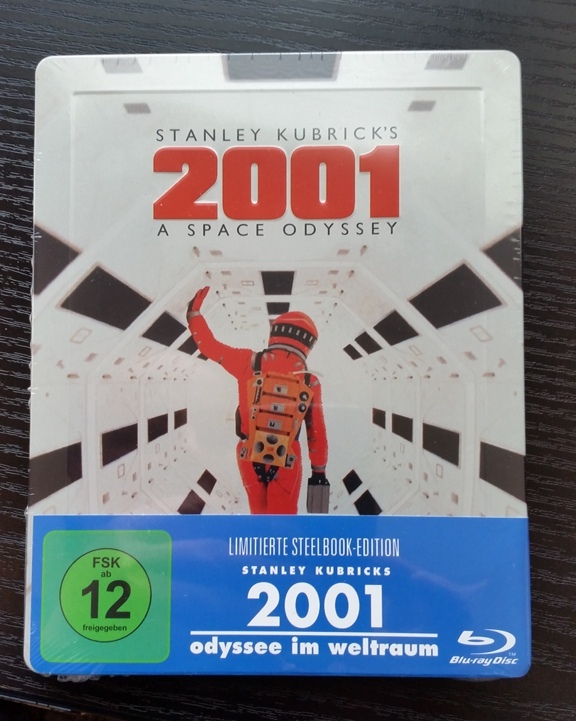 STANLEY KUBRICK'S
2001
A SPACE ODYSSEY
FSK
ab
12
freigegeben
LIMITIERTE STEELBOOK-EDITION
STANLEY KUBRICKS
2001
odyssee im weltraum
Blu-ray Disc
TM